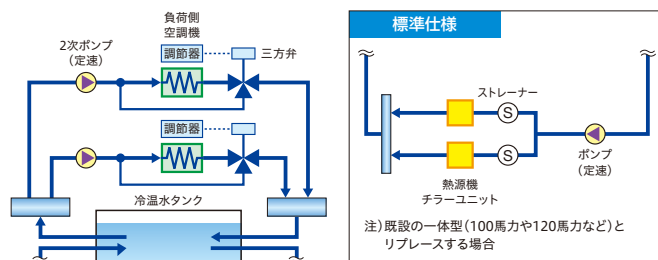 負荷側
空調機
2次ポンプ
（定速）
調節器
三方弁
調節器
冷温水タンク
標準仕様
ストレーナー
S
S
ポンプ
（定速）
熱源機
チラーユニット
注）既設の一体型（100馬力や120馬力など）と
リプレースする場合